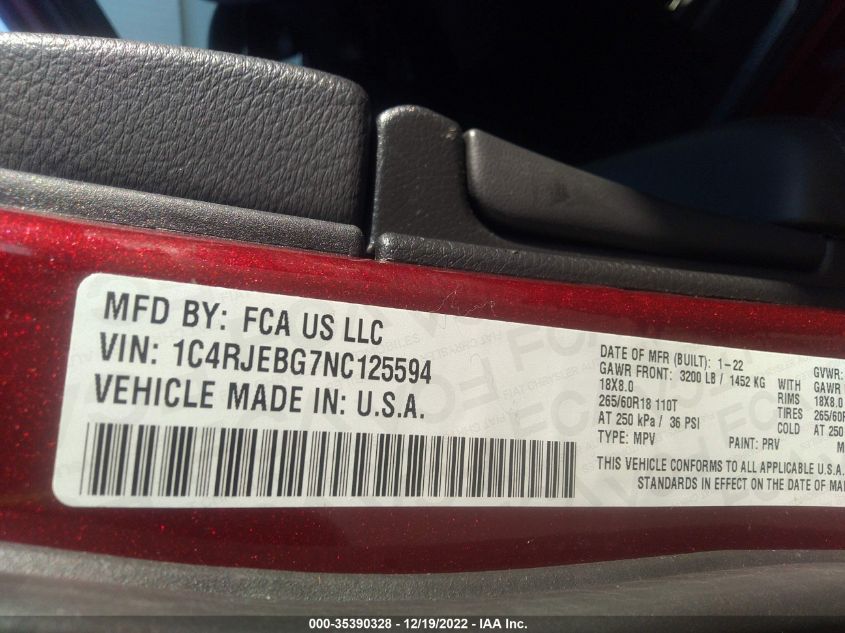 MFD BY: FCA US LLC
VIN: 1C4RJEBG7NC125594
VEHICLE MADE IN: U.S.A.
DATE OF MFR (BUILT): 1-22 GVWR:
GAWR FRONT: 3200 LB / 1452 KG WITH GAWR
18X8.0 RIMS 18X8.0
265/60R18 110T TIRES 265/60R
AT 250 kPa / 36 PSI COLD AT 250
TYPE: MPV PAINT: PRV M
THIS VEHICLE CONFORMS TO ALL APPLICABLE U.S.A.
STANDARDS IN EFFECT ON THE DATE OF MA
000-35390328 - 12/19/2022 - IAA Inc.